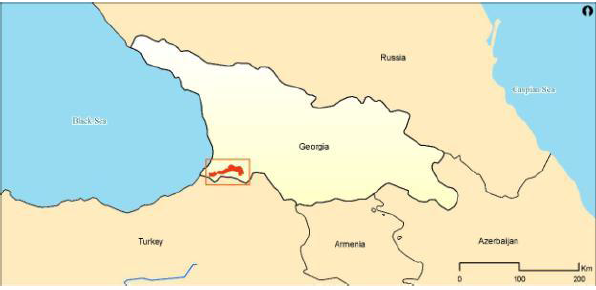 Russia
Caspian Sea
Black Sea
Georgia
Turkey
Armenia
Azerbaijan
Km
0 100 200